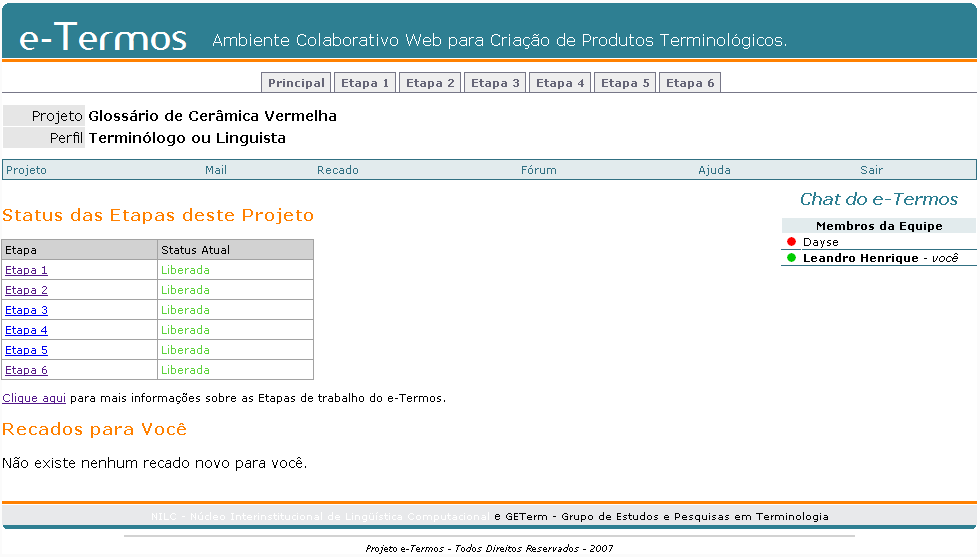 e-Termos Ambiente Colaborativo Web para Criação de Produtos Terminológicos.
Principal Etapa 1 Etapa 2 Etapa 3 Etapa 4 Etapa 5 Etapa 6
Projeto Glossário de Cerâmica Vermelha
Perfil Terminólogo ou Linguista
Projeto Mail Recado Fórum Ajuda Sair
Chat do e-Termos
Membros da Equipe
Dayse
Leandro Henrique - você
Status das Etapas deste Projeto
Etapa Status Atual
Etapa 1 Liberada
Etapa 2 Liberada
Etapa 3 Liberada
Etapa 4 Liberada
Etapa 5 Liberada
Etapa 6 Liberada
Clique aqui para mais informações sobre as Etapas de trabalho do e-Termos.
Recados para Você
Não existe nenhum recado novo para você.
NILC - Núcleo Interinstitucional de Lingüística Computacional e GETerm - Grupo de Estudos e Pesquisas em Terminologia
Projeto e-Termos - Todos Direitos Reservados - 2007